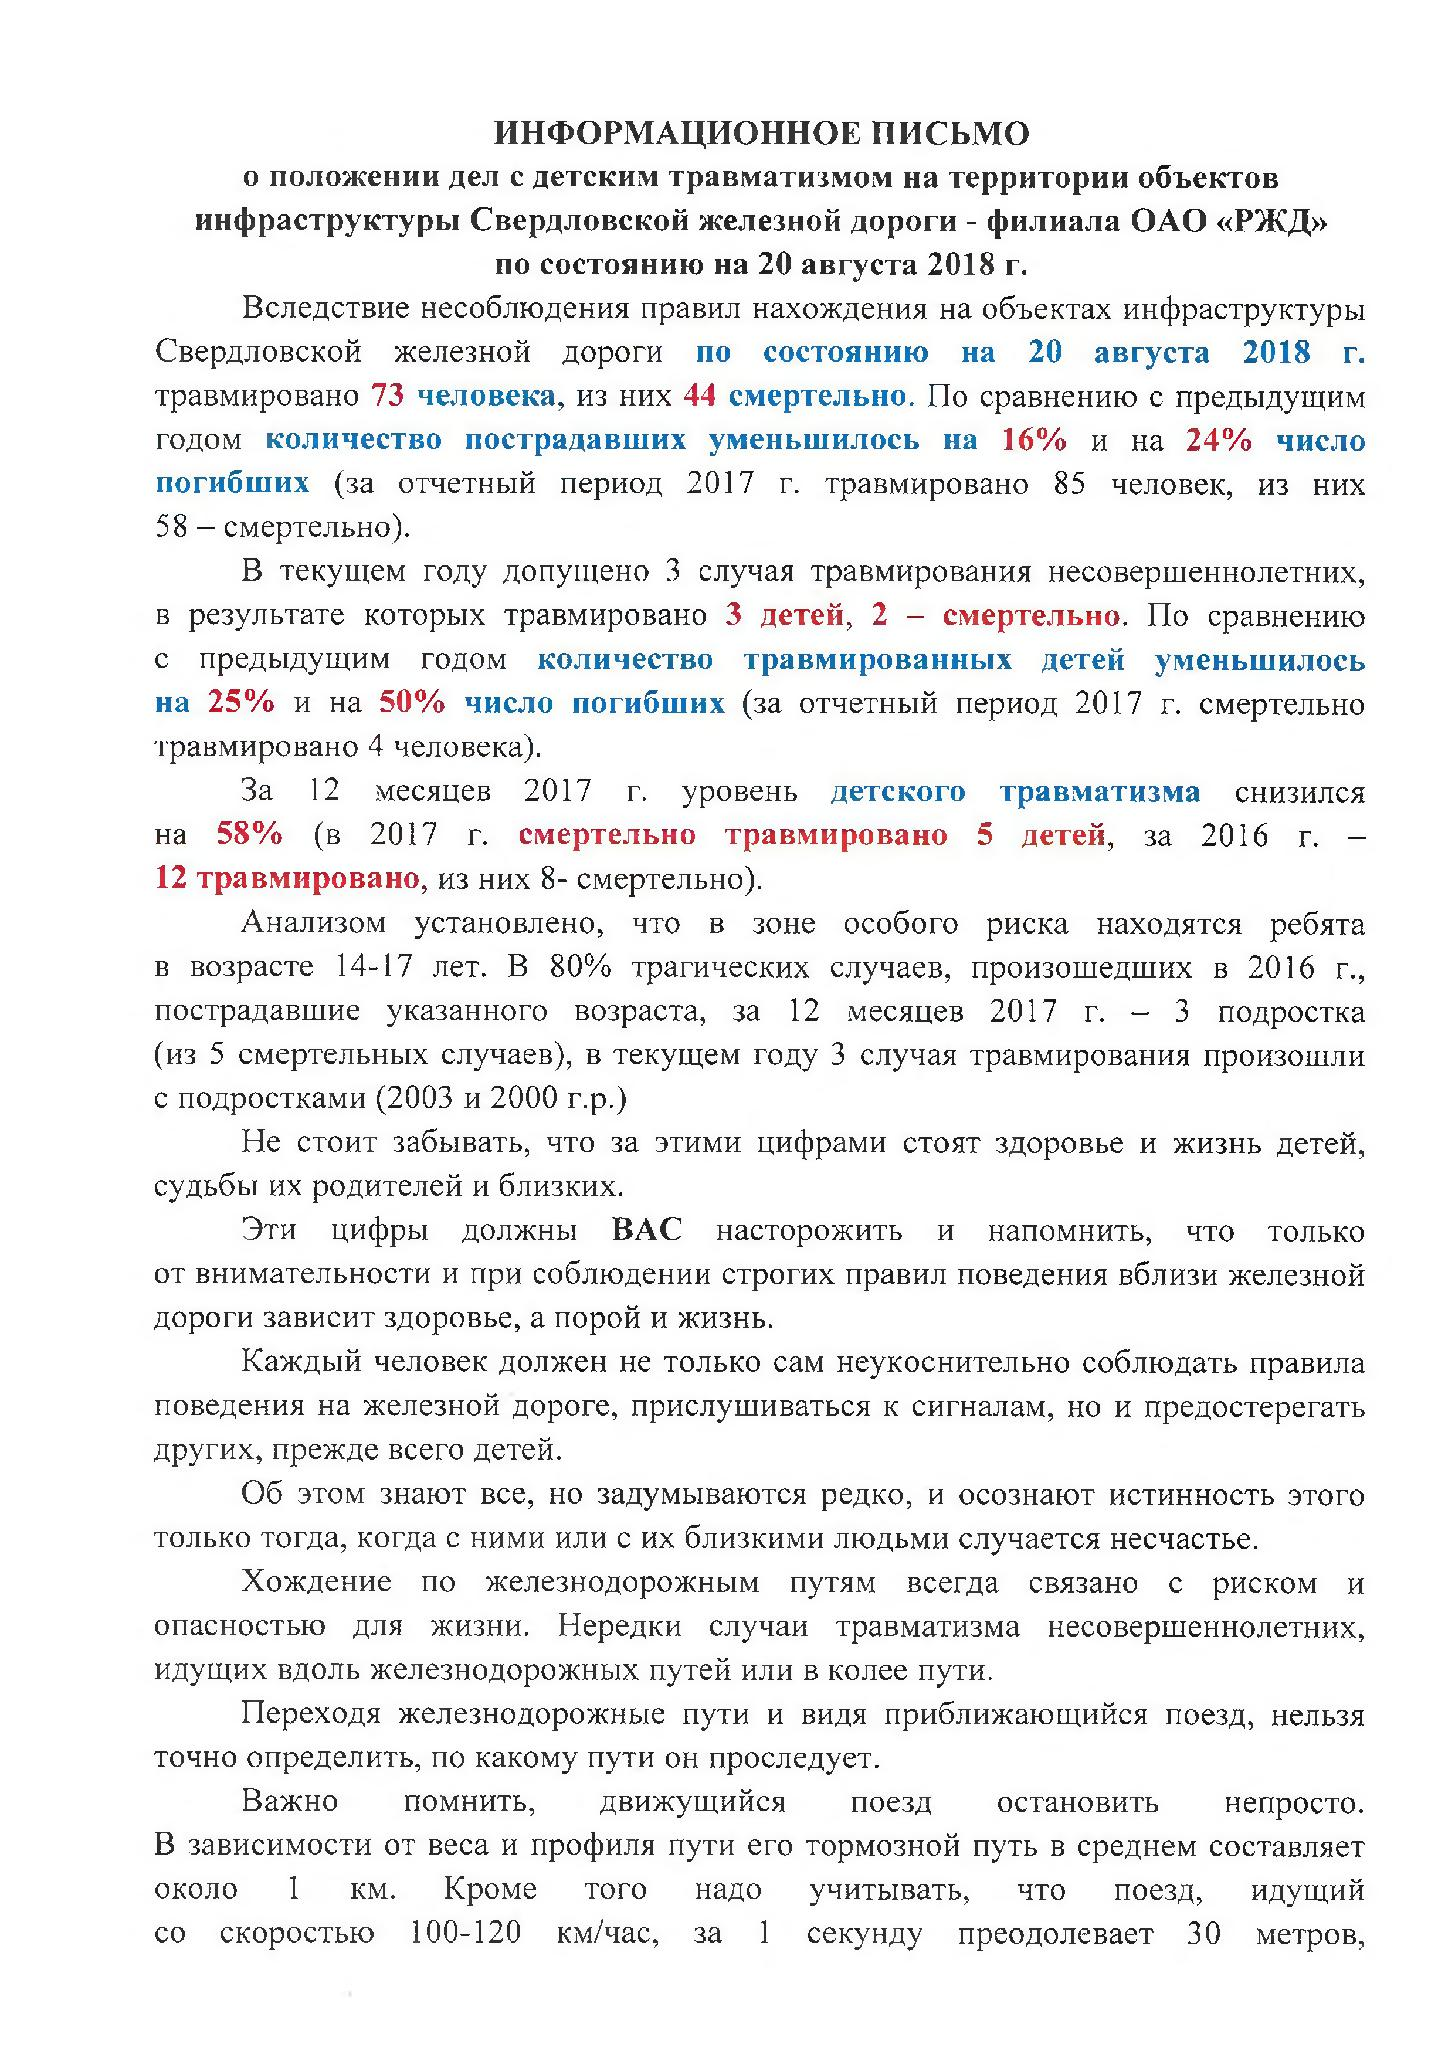 ИНФОРМАЦИОННОЕ ПИСЬМО
о положении дел с детским травматизмом на территории объектов
инфраструктуры Свердловской железной дороги - филиала ОАО «РЖД»
по состоянию на 20 августа 2018 г.
Вследствие несоблюдения правил нахождения на объектах инфраструктуры
Свердловской железной дороги по состоянию на 20 августа 2018 г.
травмировано 73 человека, из них 44 смертельно. По сравнению с предыдущим
годом количество пострадавших уменьшилось на 16% и на 24% число
погибших (за отчетный период 2017 г. травмировано 85 человек, из них
58 – смертельно).
В текущем году допущено 3 случая травмирования несовершеннолетних,
в результате которых травмировано 3 детей, 2 – смертельно. По сравнению
с предыдущим годом количество травмированных детей уменьшилось
на 25% и на 50% число погибших (за отчетный период 2017 г. смертельно
травмировано 4 человека).
За 12 месяцев 2017 г. уровень детского травматизма снизился
на 58% (в 2017 г. смертельно травмировано 5 детей, за 2016 г. –
12 травмировано, из них 8- смертельно).
Анализом установлено, что в зоне особого риска находятся ребята
в возрасте 14-17 лет. В 80% трагических случаев, произошедших в 2016 г.,
пострадавшие указанного возраста, за 12 месяцев 2017 г. – 3 подростка
(из 5 смертельных случаев), в текущем году 3 случая травмирования произошли
с подростками (2003 и 2000 г.р.)
Не стоит забывать, что за этими цифрами стоят здоровье и жизнь детей,
судьбы их родителей и близких.
Эти цифры должны ВАС насторожить и напомнить, что только
от внимательности и при соблюдении строгих правил поведения вблизи железной
дороги зависит здоровье, а порой и жизнь.
Каждый человек должен не только сам неукоснительно соблюдать правила
поведения на железной дороге, прислушиваться к сигналам, но и предостерегать
других, прежде всего детей.
Об этом знают все, но задумываются редко, и осознают истинность этого
только тогда, когда с ними или с их близкими людьми случается несчастье.
Хождение по железнодорожным путям всегда связано с риском и
опасностью для жизни. Нередки случаи травматизма несовершеннолетних,
идущих вдоль железнодорожных путей или в колее пути.
Переходя железнодорожные пути и видя приближающийся поезд, нельзя
точно определить, по какому пути он проследует.
Важно помнить, движущийся поезд остановить непросто.
В зависимости от веса и профиля пути его тормозной путь в среднем составляет
около 1 км. Кроме того надо учитывать, что поезд, идущий
со скоростью 100-120 км/час, за 1 секунду преодолевает 30 метров,